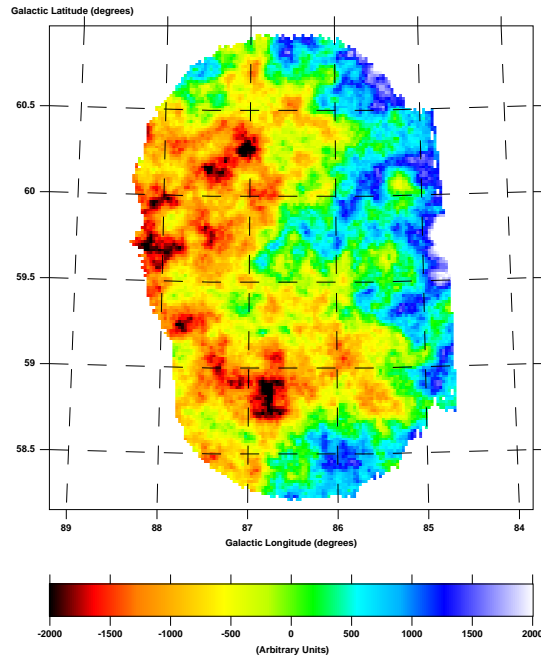 Galactic Latitude (degrees)
60.5
60
59.5
59
58.5
89 88 87 86 85 84
Galactic Longitude (degrees)
-2000 -1500 -1000 -500 0 500 1000 1500 2000
(Arbitrary Units)